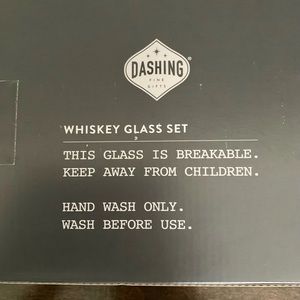 DASHING
FINE
GIFTS
WHISKEY GLASS SET
THIS GLASS IS BREAKABLE.
KEEP AWAY FROM CHILDREN.
HAND WASH ONLY.
WASH BEFORE USE.